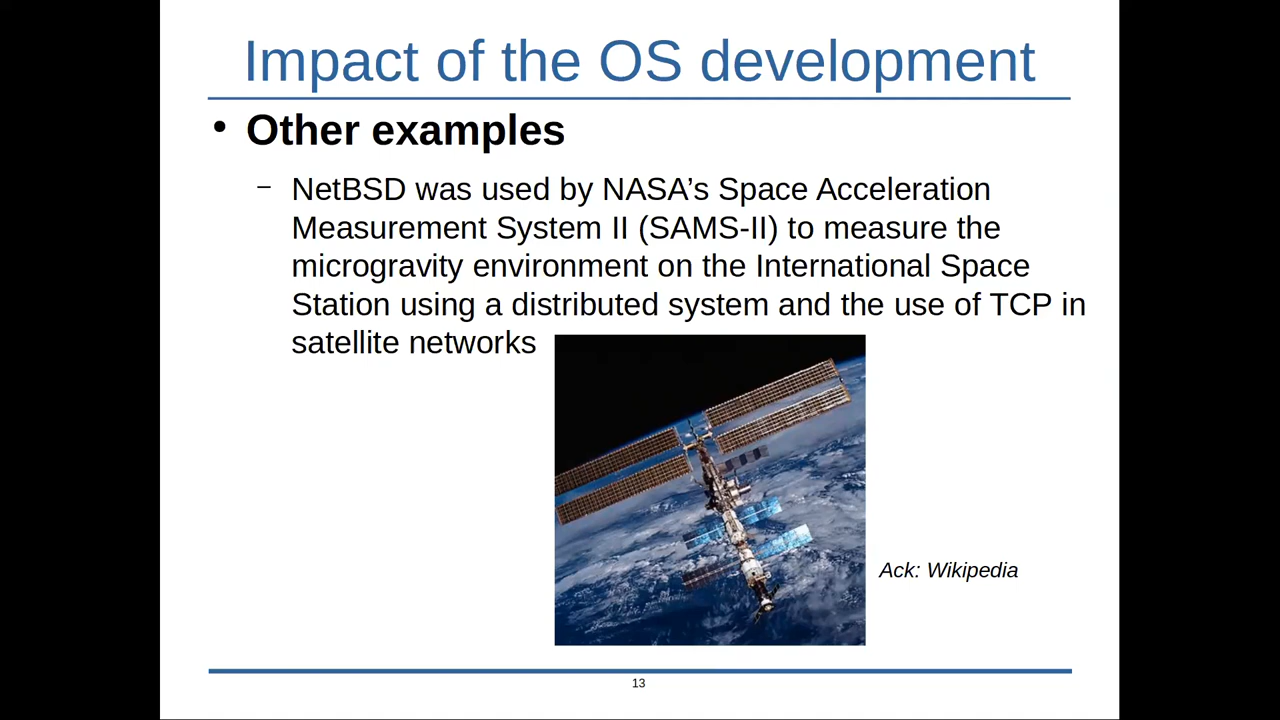 Impact of the OS development
• Other examples
– NetBSD was used by NASA’s Space Acceleration
Measurement System II (SAMS-II) to measure the
microgravity environment on the International Space
Station using a distributed system and the use of TCP in
satellite networks
Ack: Wikipedia
13